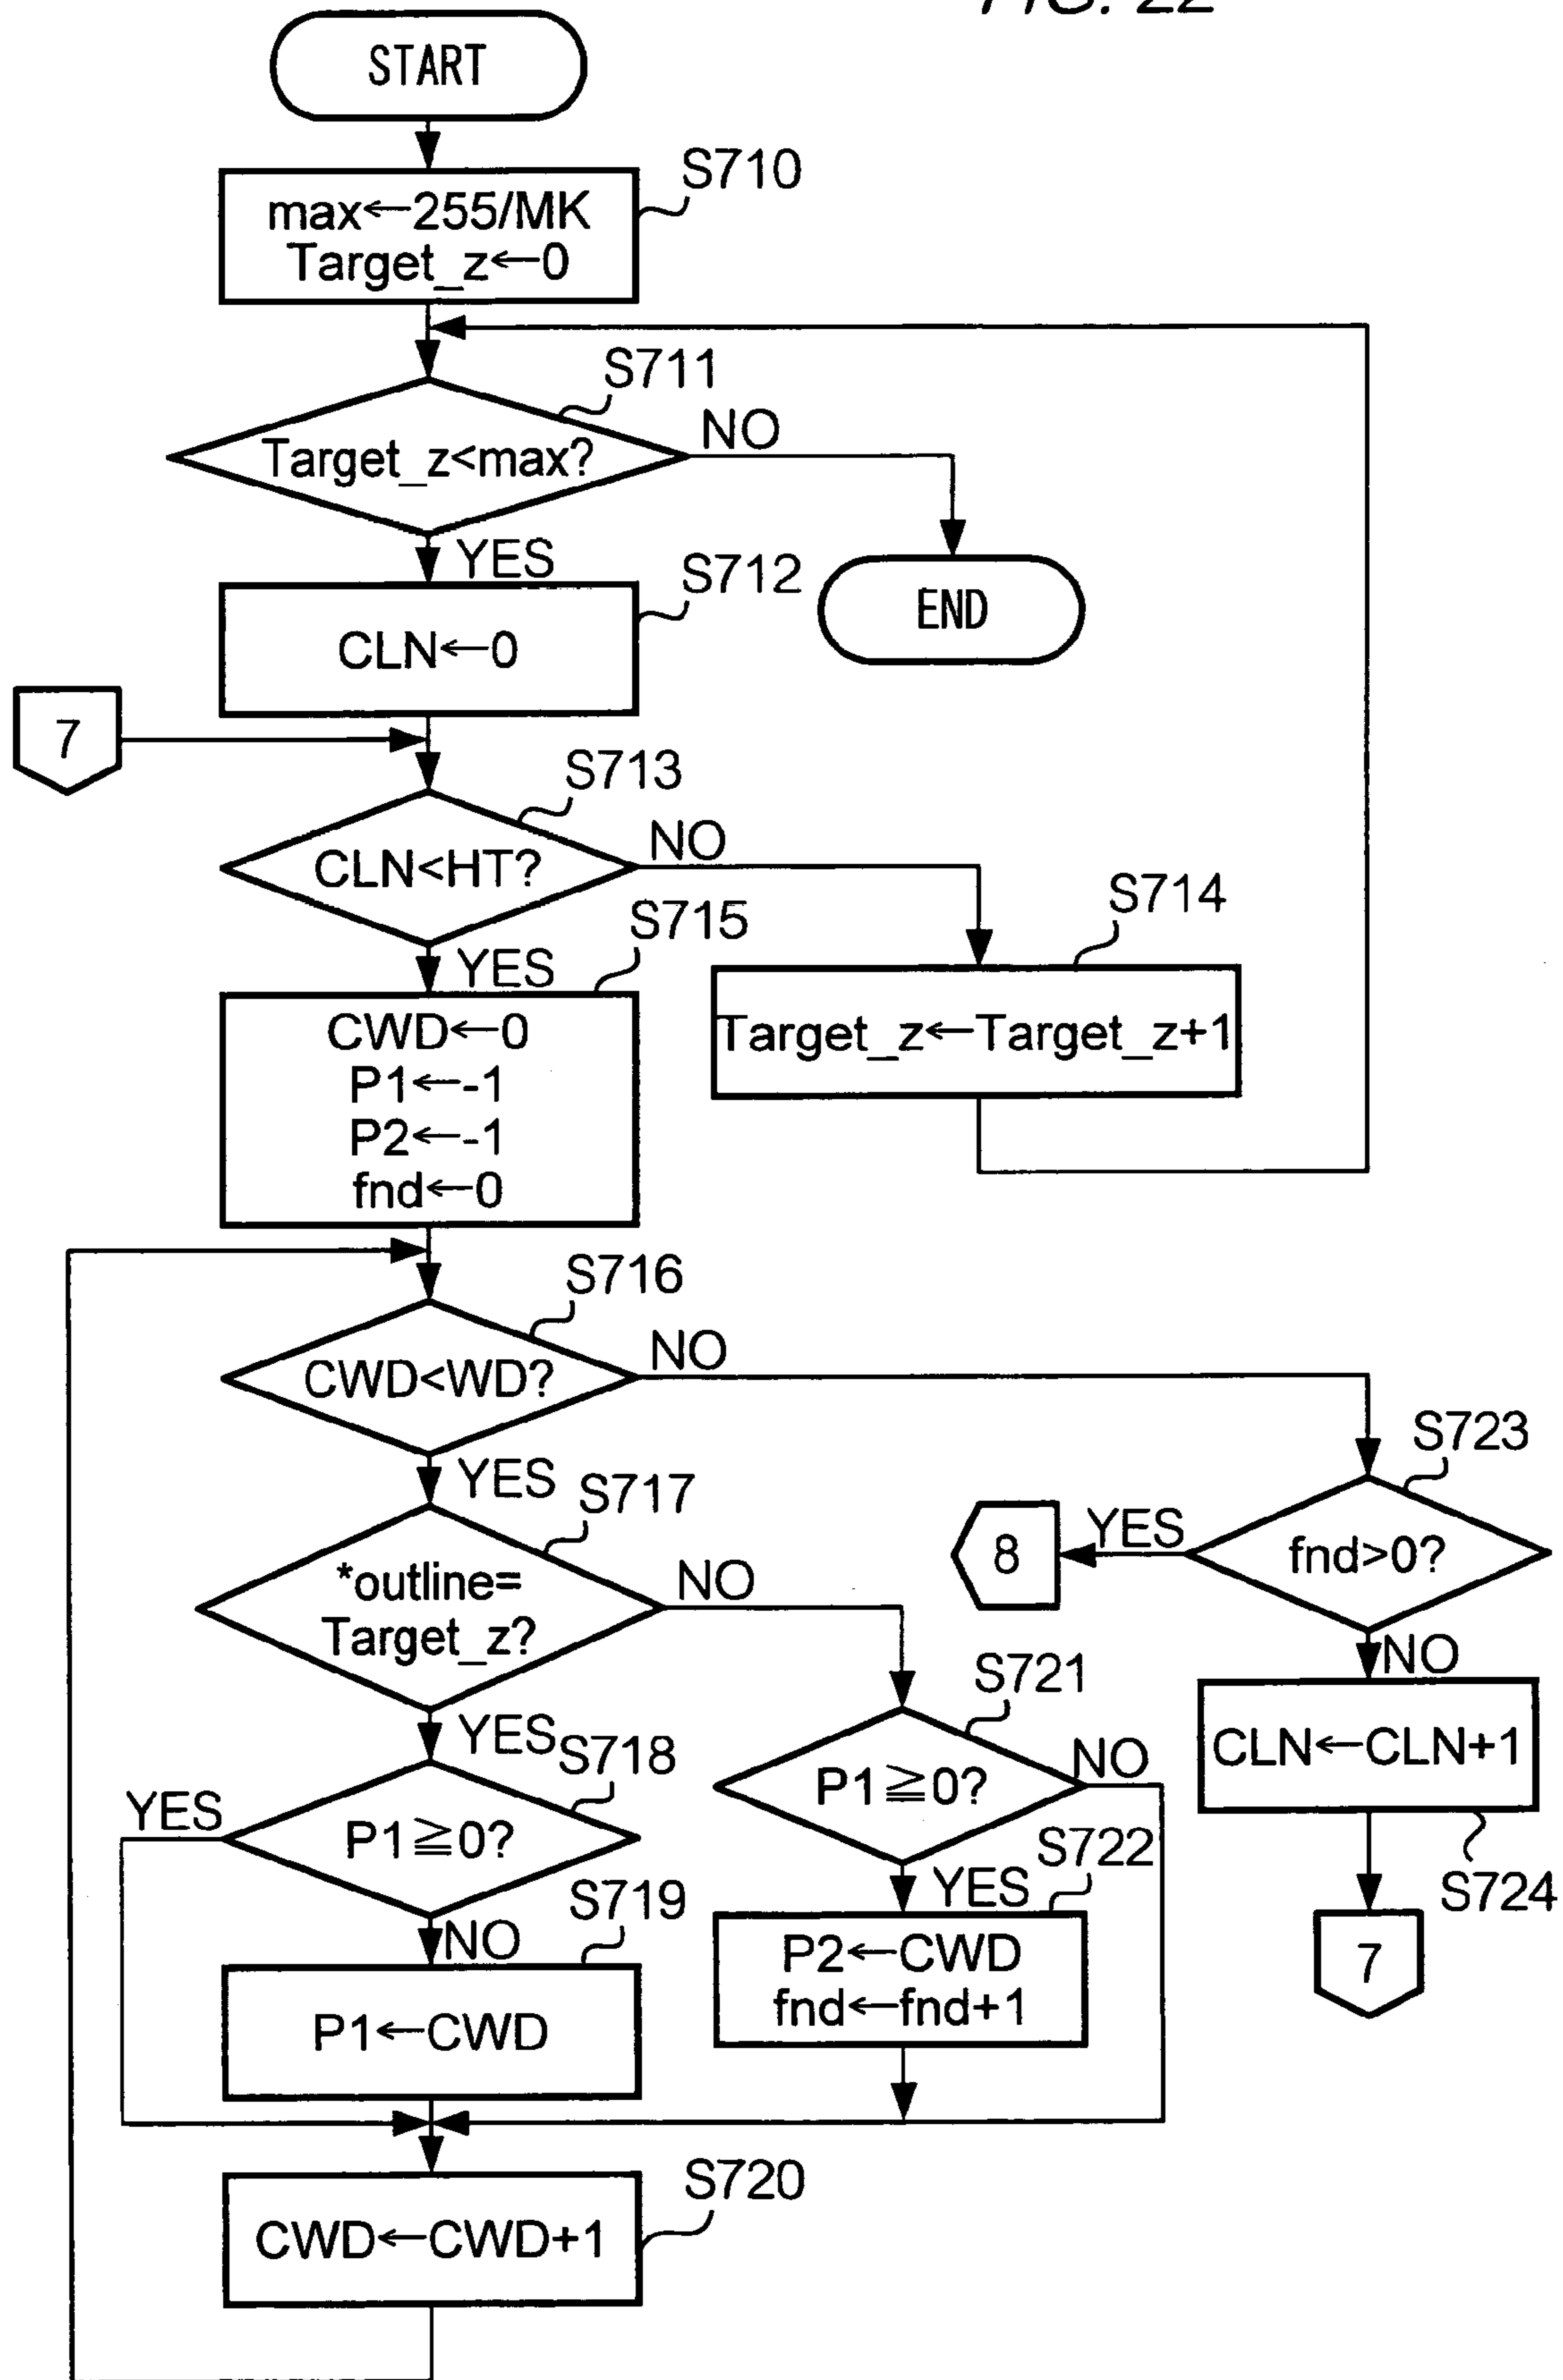 FIG. 22
START
S710
max←255/MK
Target_z←0
S711
Target_z<max?
NO
YES
END
S712
CLN←0
7
S713
CLN<HT?
NO
YES
S714
Target_z←Target_z+1
S715
CWD←0
P1←-1
P2←-1
fnd←0
S716
CWD<WD?
NO
YES
S723
fnd>0?
YES
8
NO
S717
*outline=
Target_z?
NO
YES
S721
P1≧0?
NO
YES
CLN←CLN+1
S724
7
S718
P1≧0?
YES
NO
S722
P2←CWD
fnd←fnd+1
S719
P1←CWD
S720
CWD←CWD+1